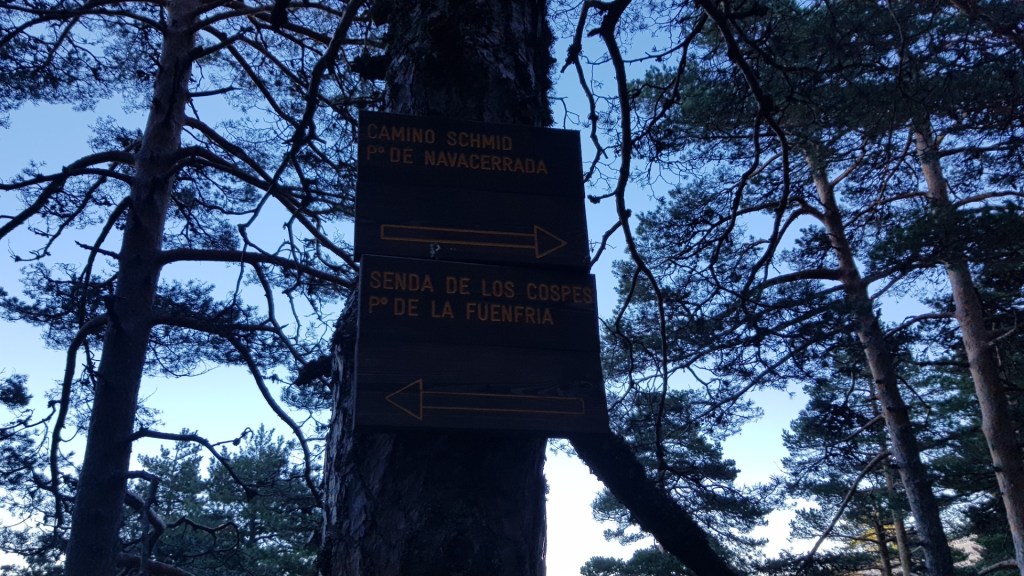 CAMINO SCHMID
Pº DE NAVACERRADA
SENDA DE LOS COSPES
Pº DE LA FUENFRIA